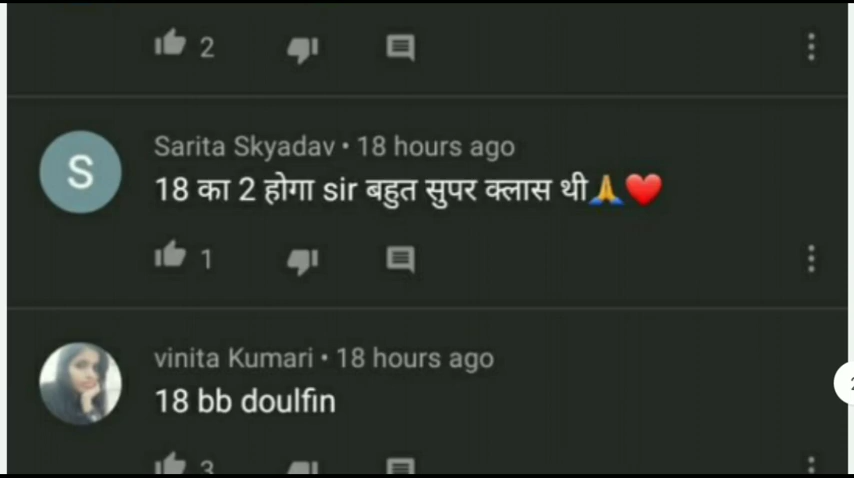 2
Sarita Skyadav • 18 hours ago
S
18 का 2 होगा sir बहुत सुपर क्लास थी🙏❤️
1
vinita Kumari • 18 hours ago
18 bb doulfin
3